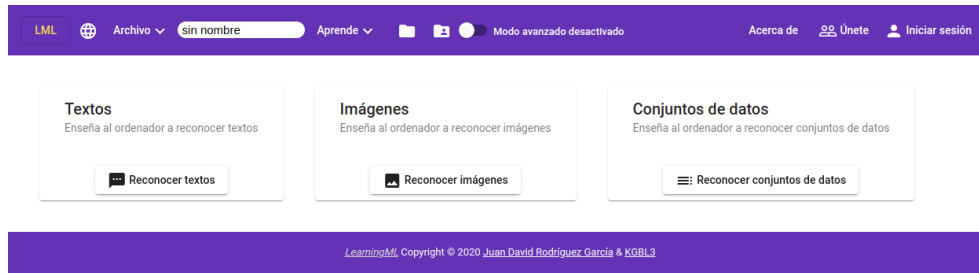 LML Archivo sin nombre Aprende Modo avanzado desactivado Acerca de Únete Iniciar sesión
Textos
Enseña al ordenador a reconocer textos
Reconocer textos
Imágenes
Enseña al ordenador a reconocer imágenes
Reconocer imágenes
Conjuntos de datos
Enseña al ordenador a reconocer conjuntos de datos
Reconocer conjuntos de datos
LearningML Copyright © 2020 Juan David Rodríguez García & KGBL3